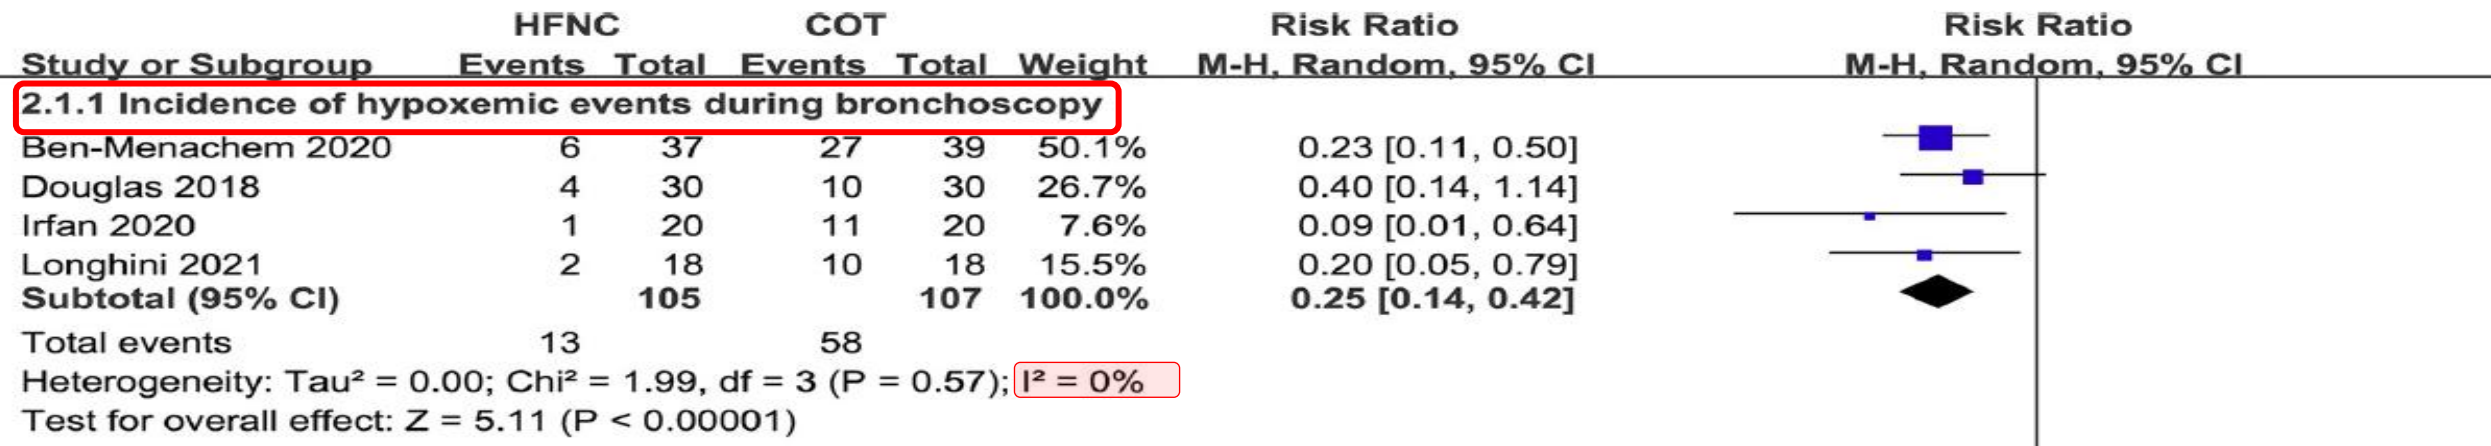 HFNC COT Risk Ratio Risk Ratio
Study or Subgroup Events Total Events Total Weight M-H, Random, 95% CI M-H, Random, 95% CI
2.1.1 Incidence of hypoxemic events during bronchoscopy
Ben-Menachem 2020 6 37 27 39 50.1% 0.23 [0.11, 0.50]
Douglas 2018 4 30 10 30 26.7% 0.40 [0.14, 1.14]
Irfan 2020 1 20 11 20 7.6% 0.09 [0.01, 0.64]
Longhini 2021 2 18 10 18 15.5% 0.20 [0.05, 0.79]
Subtotal (95% CI) 105 107 100.0% 0.25 [0.14, 0.42]
Total events 13 58
Heterogeneity: Tau² = 0.00; Chi² = 1.99, df = 3 (P = 0.57); I² = 0%
Test for overall effect: Z = 5.11 (P < 0.00001)